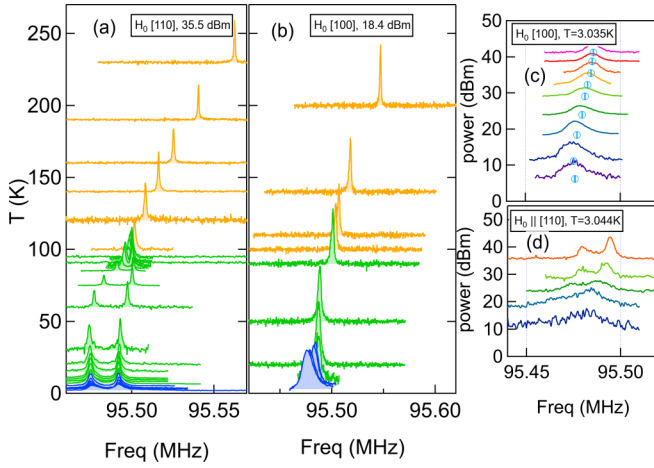 250
200
150
100
50
0
T (K)
(a)
H0 [110], 35.5 dBm
95.50
95.55
Freq (MHz)
(b)
H0 [100], 18.4 dBm
95.50
95.60
Freq (MHz)
50
40
30
20
10
0
power (dBm)
H0 [100], T=3.035K
(c)
50
40
30
20
10
0
power (dBm)
H0 || [110], T=3.044K
(d)
95.45
95.50
Freq (MHz)